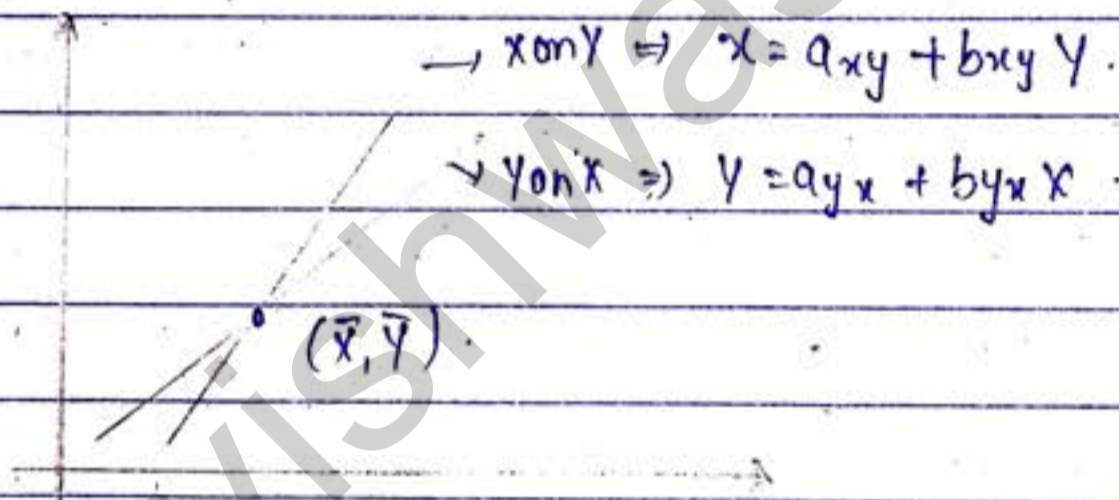 → x on Y ⇒ x = axy + bxy Y.
↘ Y on X ⇒ Y = ayx + byx X
(X̄, Ȳ).